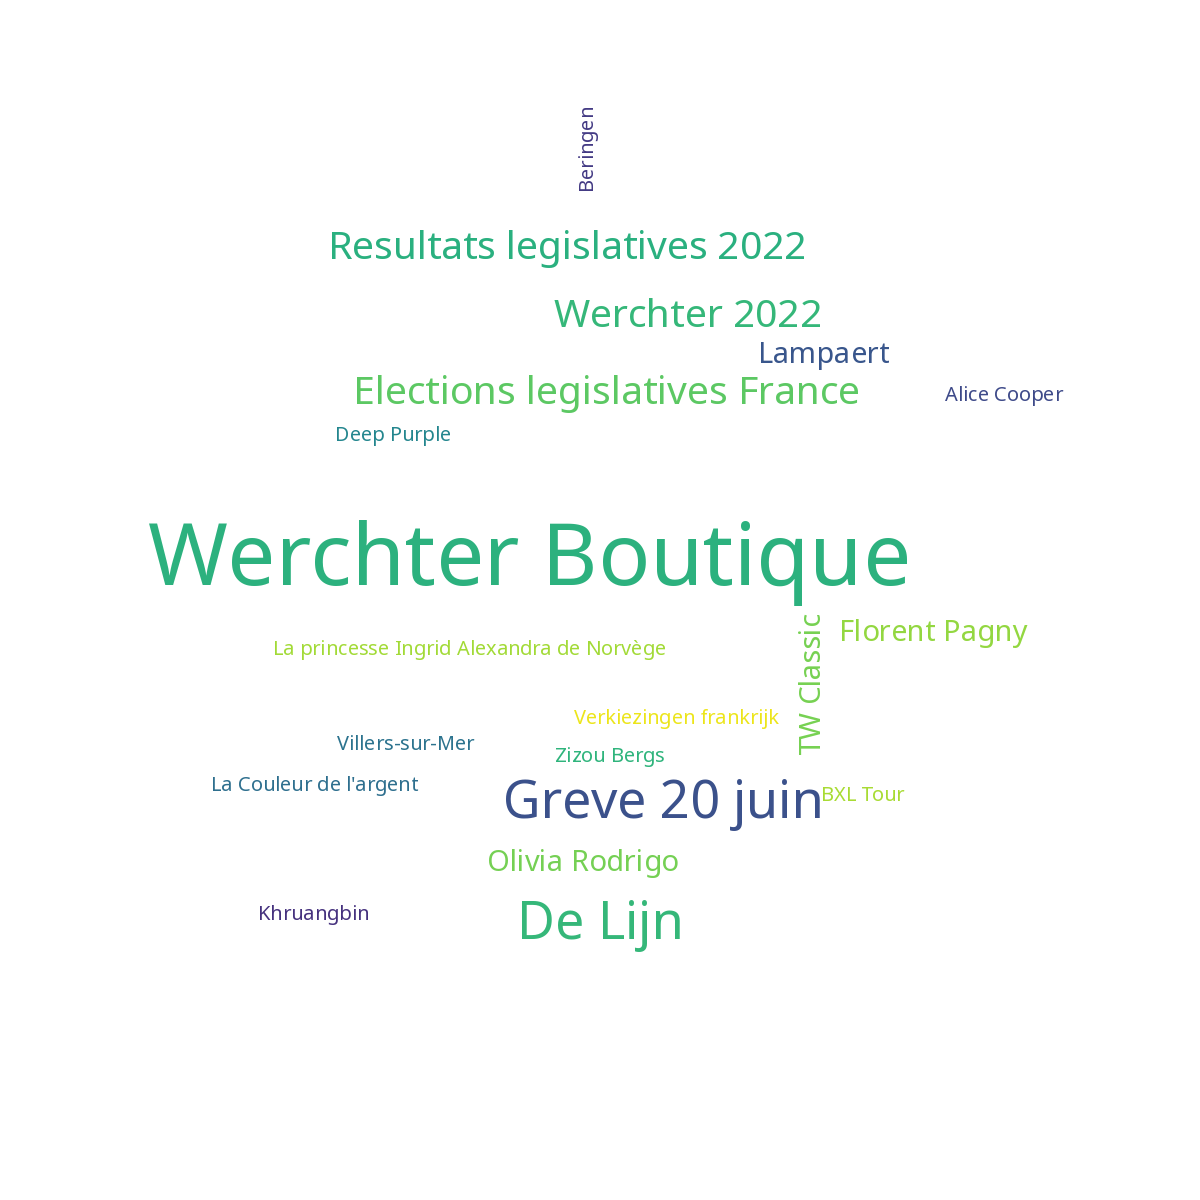 Beringen
Resultats legislatives 2022
Werchter 2022
Lampaert
Elections legislatives France
Alice Cooper
Deep Purple
Werchter Boutique
TW Classic
Florent Pagny
La princesse Ingrid Alexandra de Norvège
Verkiezingen frankrijk
Villers-sur-Mer
Zizou Bergs
La Couleur de l'argent
Greve 20 juin
BXL Tour
Olivia Rodrigo
Khruangbin
De Lijn